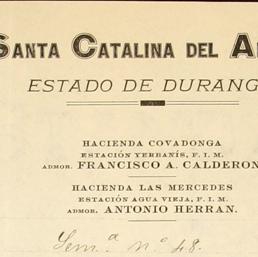 SANTA CATALINA DEL A
ESTADO DE DURANG
HACIENDA COVADONGA
ESTACIÓN YERBANÍS, F. I. M.
ADMOR. FRANCISCO A. CALDERON
HACIENDA LAS MERCEDES
ESTACIÓN AGUA VIEJA, F. I. M.
ADMOR. ANTONIO HERRAN.
Sem.ª nº 48.